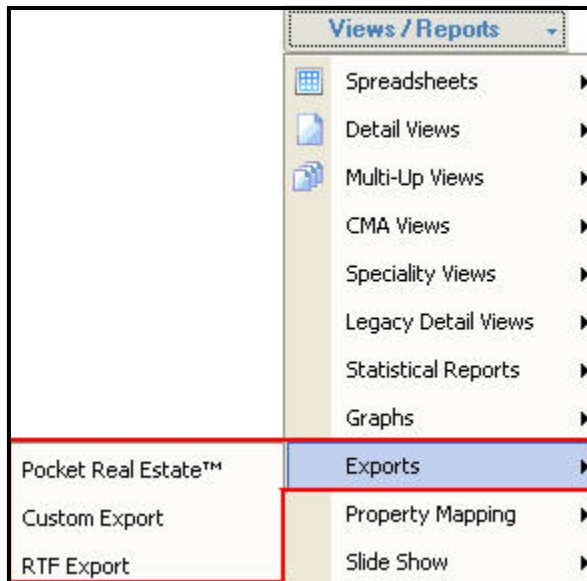 Views / Reports
Spreadsheets
Detail Views
Multi-Up Views
CMA Views
Speciality Views
Legacy Detail Views
Statistical Reports
Graphs
Exports
Pocket Real Estate™
Custom Export
RTF Export
Property Mapping
Slide Show